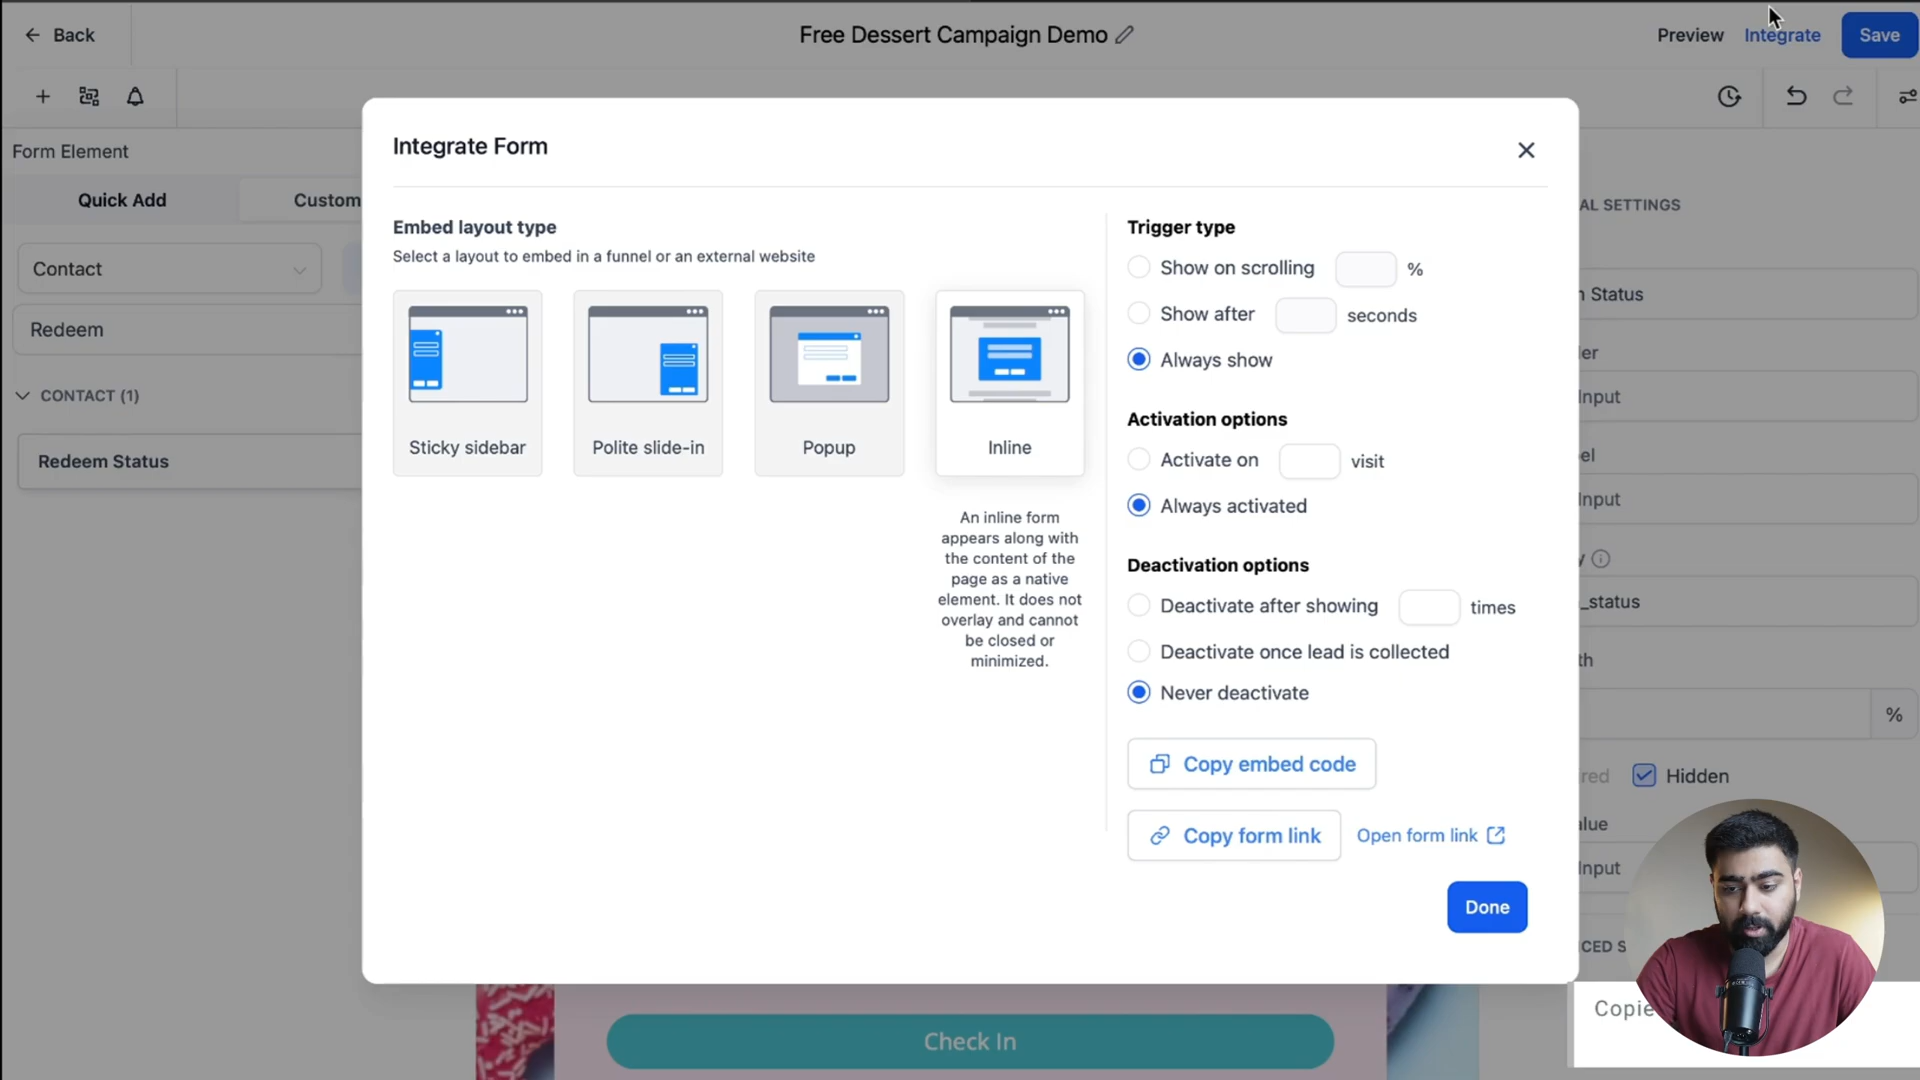 Back
Free Dessert Campaign Demo
Preview
Integrate
Save
Form Element
Quick Add
Custom
Contact
Redeem
CONTACT (1)
Redeem Status
Integrate Form
Embed layout type
Select a layout to embed in a funnel or an external website
Sticky sidebar
Polite slide-in
Popup
Inline
An inline form
appears along with
the content of the
page as a native
element. It does not
overlay and cannot
be closed or
minimized.
Trigger type
Show on scrolling %
Show after seconds
Always show
Activation options
Activate on visit
Always activated
Deactivation options
Deactivate after showing times
Deactivate once lead is collected
Never deactivate
Copy embed code
Copy form link
Open form link
Done
AL SETTINGS
Status
Input
Input
_status
%
Hidden
Input
Check In